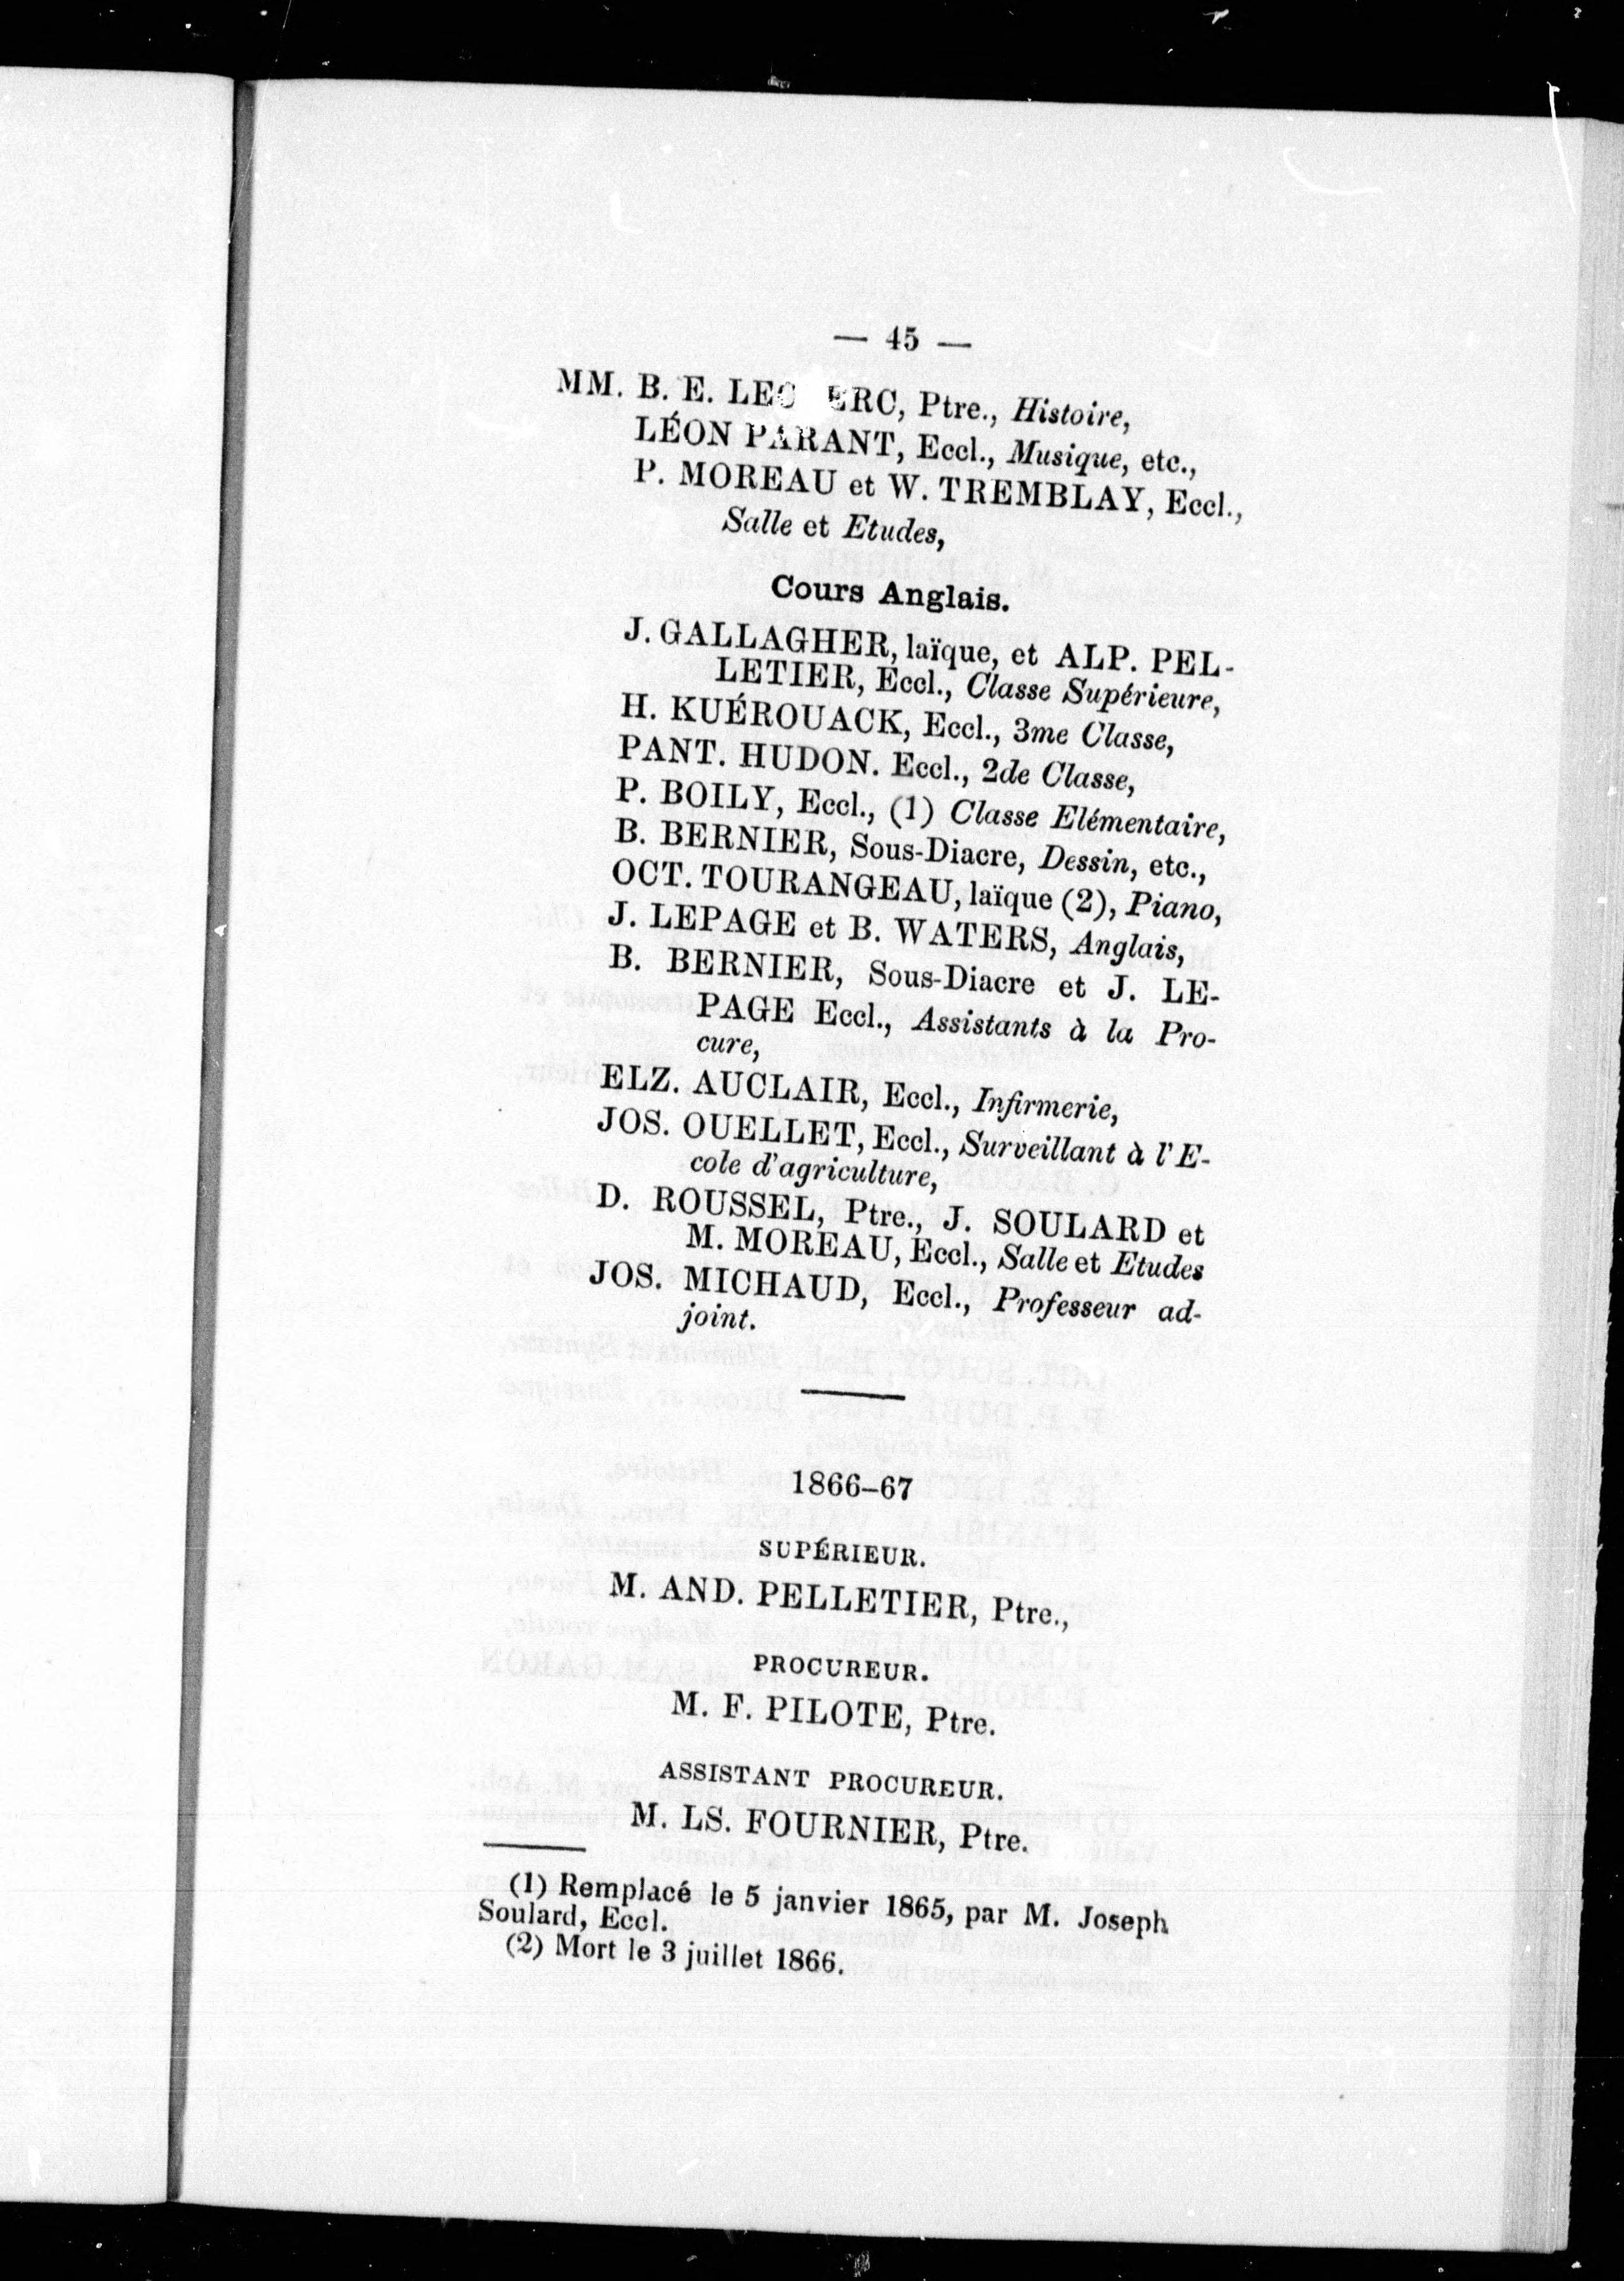 — 45 —
MM. B. E. LEC ERC, Ptre., Histoire,
LÉON PARANT, Eccl., Musique, etc.,
P. MOREAU et W. TREMBLAY, Eccl.,
Salle et Etudes,
Cours Anglais.
J. GALLAGHER, laïque, et ALP. PEL-
LETIER, Eccl., Classe Supérieure,
H. KUÉROUACK, Eccl., 3me Classe,
PANT. HUDON. Eccl., 2de Classe,
P. BOILY, Eccl., (1) Classe Elémentaire,
B. BERNIER, Sous-Diacre, Dessin, etc.,
OCT. TOURANGEAU, laïque (2), Piano,
J. LEPAGE et B. WATERS, Anglais,
B. BERNIER, Sous-Diacre et J. LE-
PAGE Eccl., Assistants à la Pro-
cure,
ELZ. AUCLAIR, Eccl., Infirmerie,
JOS. OUELLET, Eccl., Surveillant à l'E-
cole d'agriculture,
D. ROUSSEL, Ptre., J. SOULARD et
M. MOREAU, Eccl., Salle et Etudes
JOS. MICHAUD, Eccl., Professeur ad-
joint.
1866–67
SUPÉRIEUR.
M. AND. PELLETIER, Ptre.,
PROCUREUR.
M. F. PILOTE, Ptre.
ASSISTANT PROCUREUR.
M. LS. FOURNIER, Ptre.
(1) Remplacé le 5 janvier 1865, par M. Joseph
Soulard, Eccl.
(2) Mort le 3 juillet 1866.